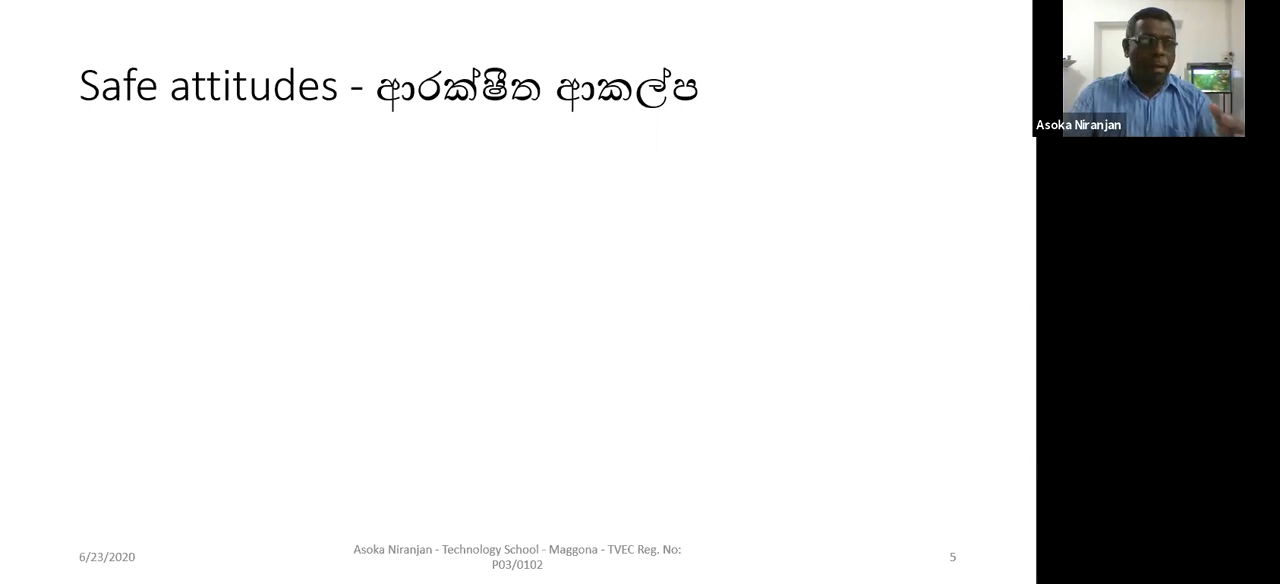 Safe attitudes - ආරක්ෂීත ආකල්ප
Asoka Niranjan
6/23/2020
Asoka Niranjan - Technology School - Maggona - TVEC Reg. No:
P03/0102
5